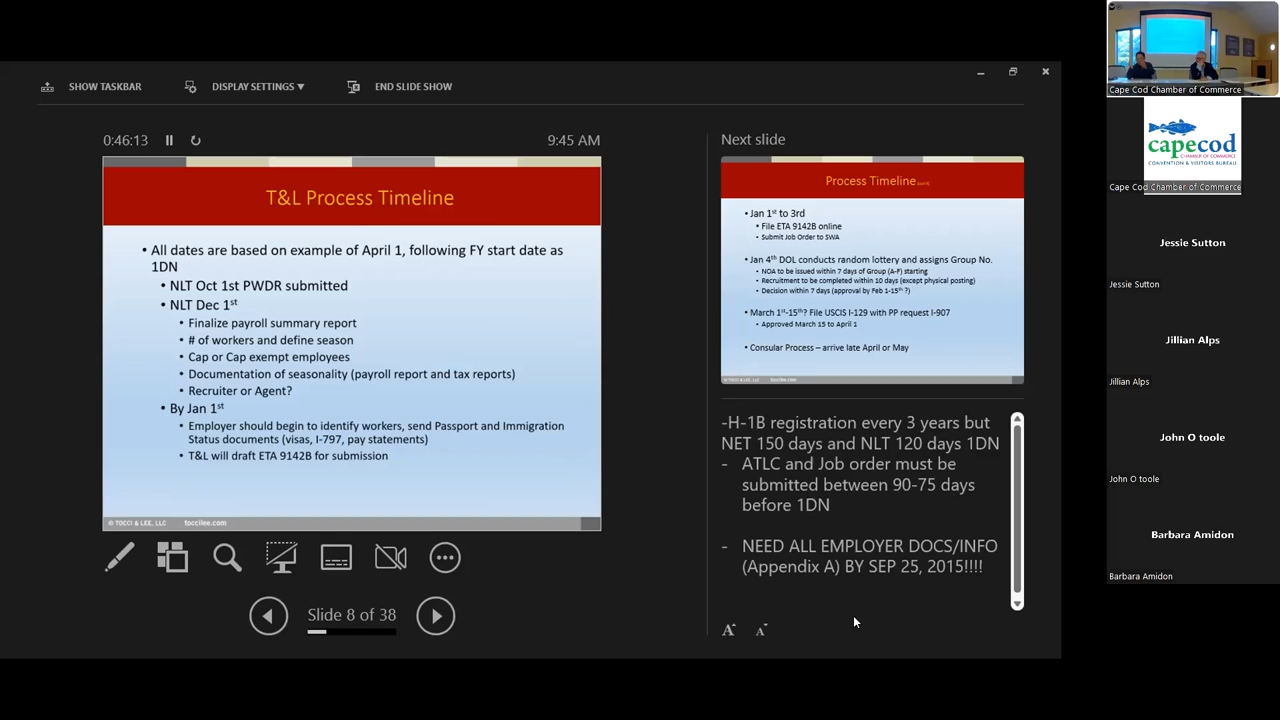 SHOW TASKBAR
DISPLAY SETTINGS
END SLIDE SHOW
0:46:13
9:45 AM
T&L Process Timeline
• All dates are based on example of April 1, following FY start date as
1DN
• NLT Oct 1st PWDR submitted
• NLT Dec 1st
• Finalize payroll summary report
• # of workers and define season
• Cap or Cap exempt employees
• Documentation of seasonality (payroll report and tax reports)
• Recruiter or Agent?
• By Jan 1st
• Employer should begin to identify workers, send Passport and Immigration
Status documents (visas, I-797, pay statements)
• T&L will draft ETA 9142B for submission
© TOCCI & LEE, LLC toccilee.com
Slide 8 of 38
Next slide
Process Timeline
• Jan 1st to 3rd
• File ETA 9142B online
• Submit Job Order to SWA
• Jan 4th DOL conducts random lottery and assigns Group No.
• NOA to be issued within 7 days of Group (A-F) starting
• Recruitment to be completed within 10 days (except physical posting)
• Decision within 7 days (approval by Feb 1-15th ?)
• March 1st-15th? File USCIS I-129 with PP request I-907
• Approved March 15 to April 1
• Consular Process – arrive late April or May
© TOCCI & LEE, LLC toccilee.com
-H-1B registration every 3 years but
NET 150 days and NLT 120 days 1DN
- ATLC and Job order must be
submitted between 90-75 days
before 1DN
- NEED ALL EMPLOYER DOCS/INFO
(Appendix A) BY SEP 25, 2015!!!!
A A
Cape Cod Chamber of Commerce
capecod
CHAMBER OF COMMERCE
CONVENTION & VISITORS BUREAU
Cape Cod Chamber of Commerce
Jessie Sutton
Jessie Sutton
Jillian Alps
Jillian Alps
John O toole
John O toole
Barbara Amidon
Barbara Amidon